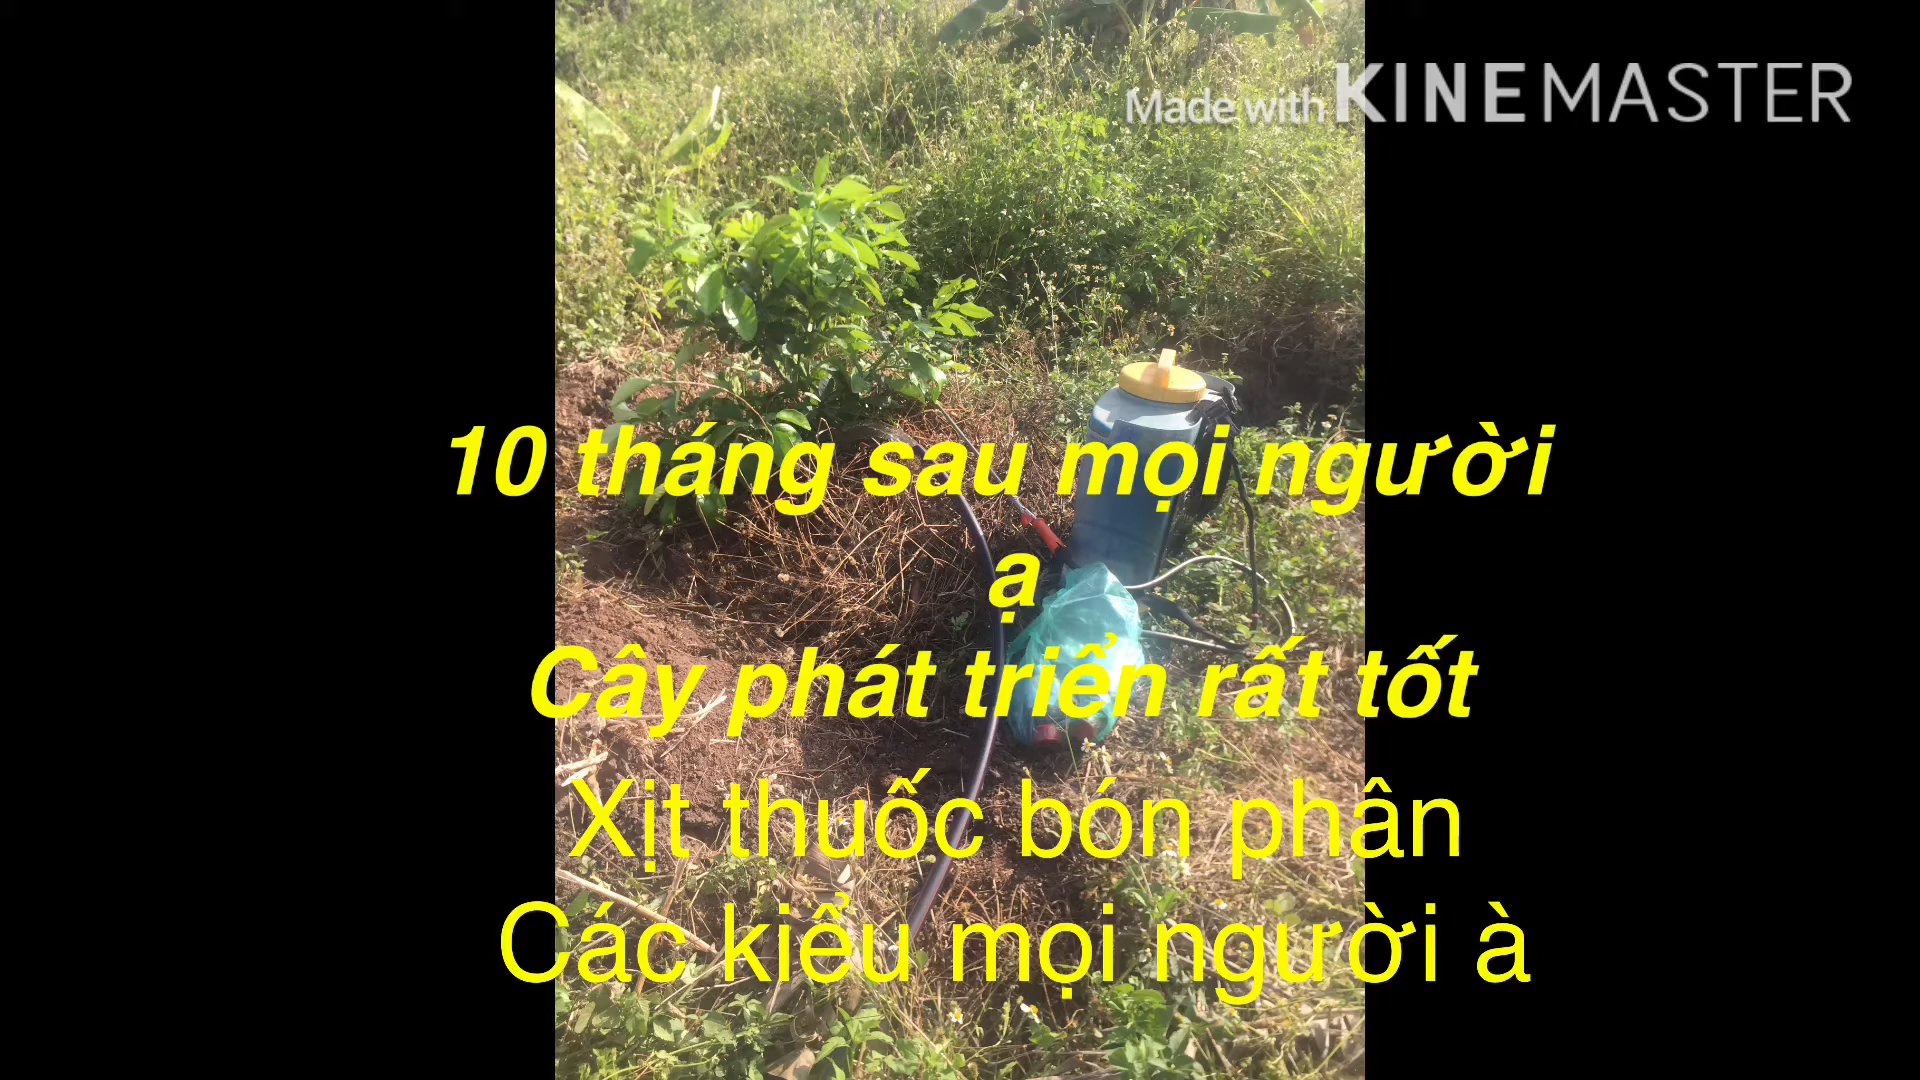 Made with KINEMASTER
10 tháng sau mọi người
ạ
Cây phát triển rất tốt
Xịt thuốc bón phân
Các kiểu mọi người à